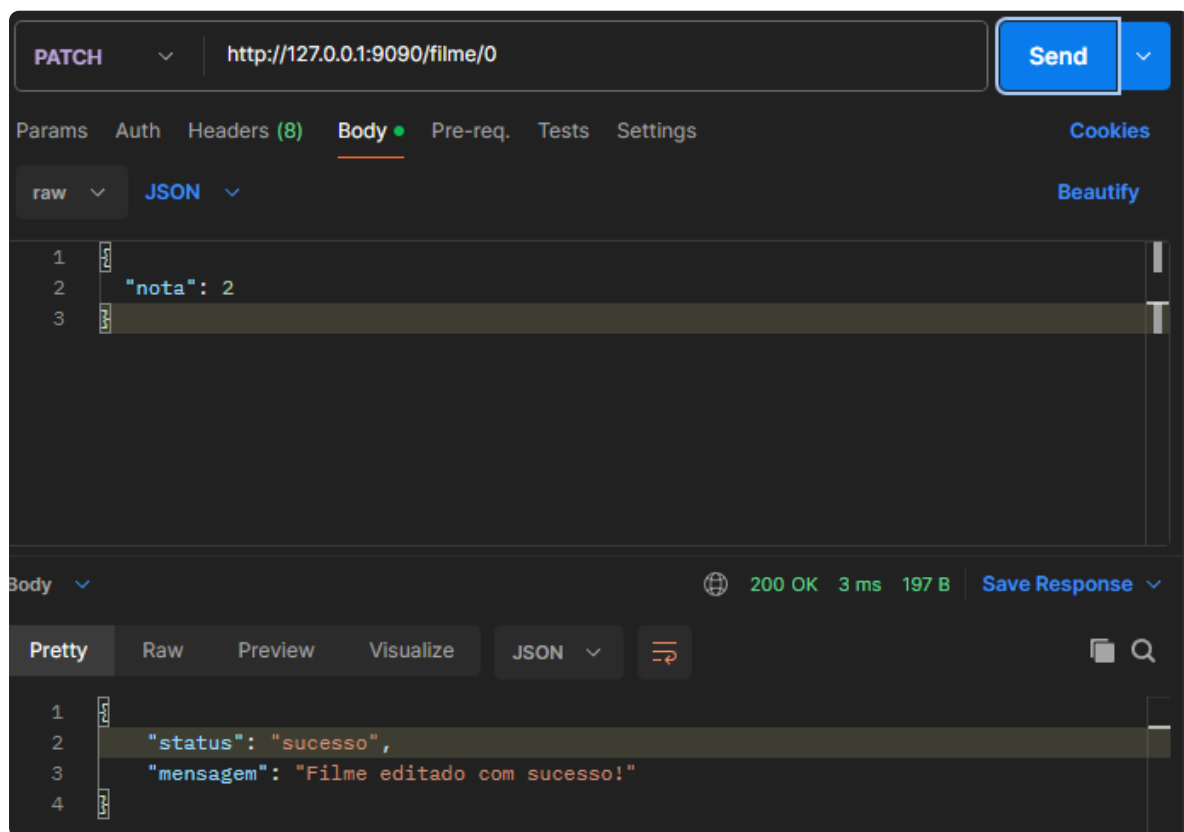 PATCH http://127.0.0.1:9090/filme/0 Send
Params Auth Headers (8) Body Pre-req. Tests Settings Cookies
raw JSON Beautify
1 {
2 "nota": 2
3 }
Body 200 OK 3 ms 197 B Save Response
Pretty Raw Preview Visualize JSON
1 {
2 "status": "sucesso",
3 "mensagem": "Filme editado com sucesso!"
4 }